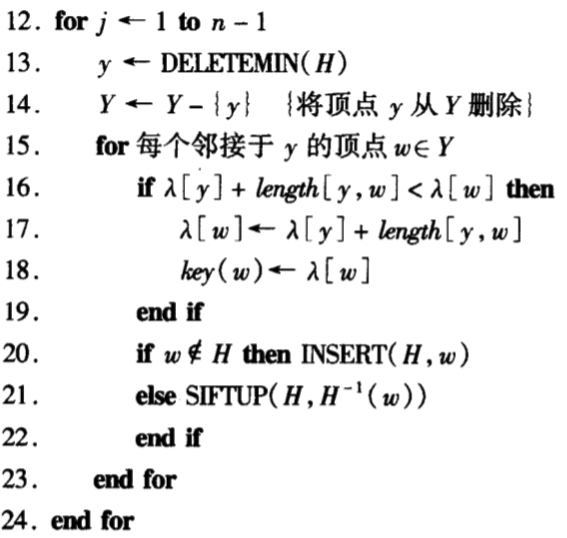 12. for j ← 1 to n - 1
13. y ← DELETEMIN(H)
14. Y ← Y - {y} {将顶点 y 从 Y 删除}
15. for 每个邻接于 y 的顶点 w∈ Y
16. if λ[y] + length[y,w] < λ[w] then
17. λ[w] ← λ[y] + length[y,w]
18. key(w) ← λ[w]
19. end if
20. if w ∉ H then INSERT(H,w)
21. else SIFTUP(H,H⁻¹(w))
22. end if
23. end for
24. end for